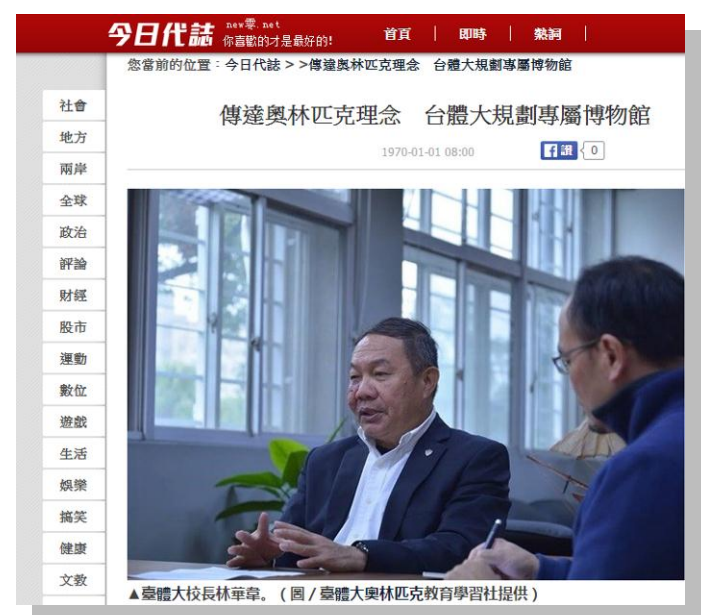 今日代誌 new零.net
你喜歡的才是最好的!
首頁 | 即時 | 熱詞 |
您當前的位置：今日代誌 > >傳達奧林匹克理念 台體大規劃專屬博物館
傳達奧林匹克理念 台體大規劃專屬博物館
1970-01-01 08:00
讚 0
社會
地方
兩岸
全球
政治
評論
財經
股市
運動
數位
遊戲
生活
娛樂
搞笑
健康
文教
▲臺體大校長林華韋。(圖/臺體大奧林匹克教育學習社提供)